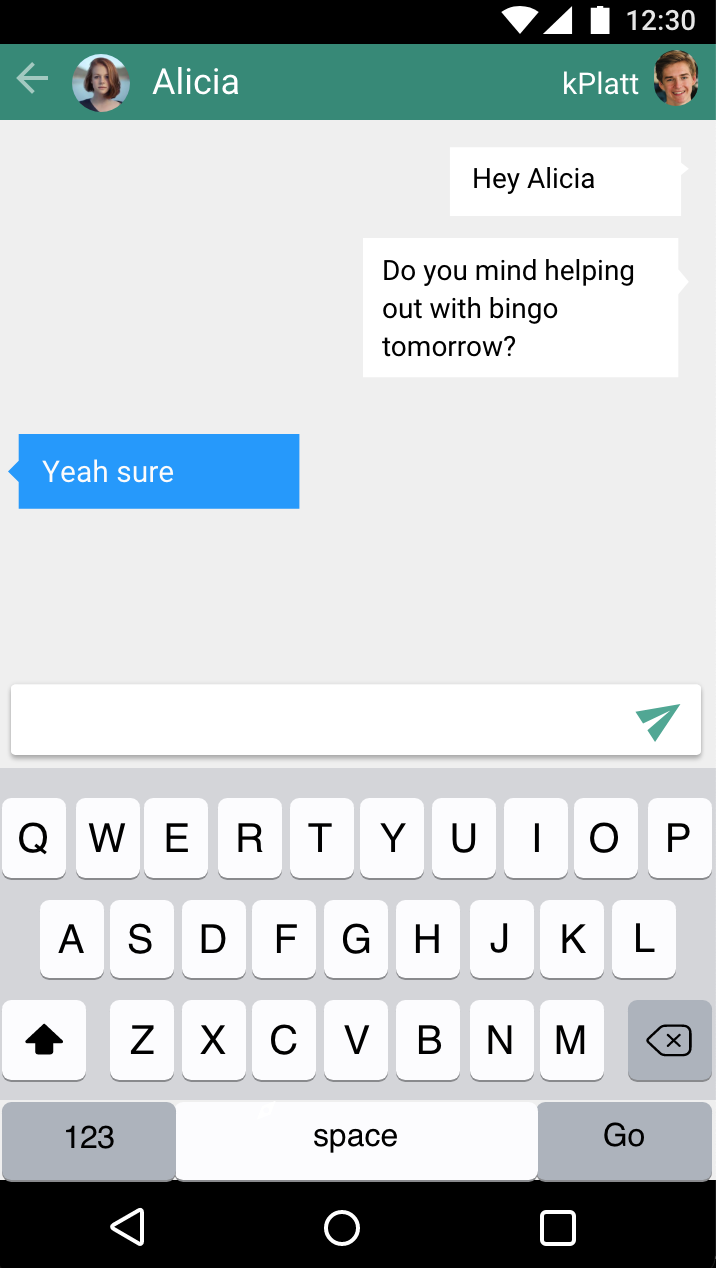 12:30
Alicia
kPlatt
Hey Alicia
Do you mind helping
out with bingo
tomorrow?
Yeah sure
Q W E R T Y U I O P
A S D F G H J K L
Z X C V B N M
123 space Go